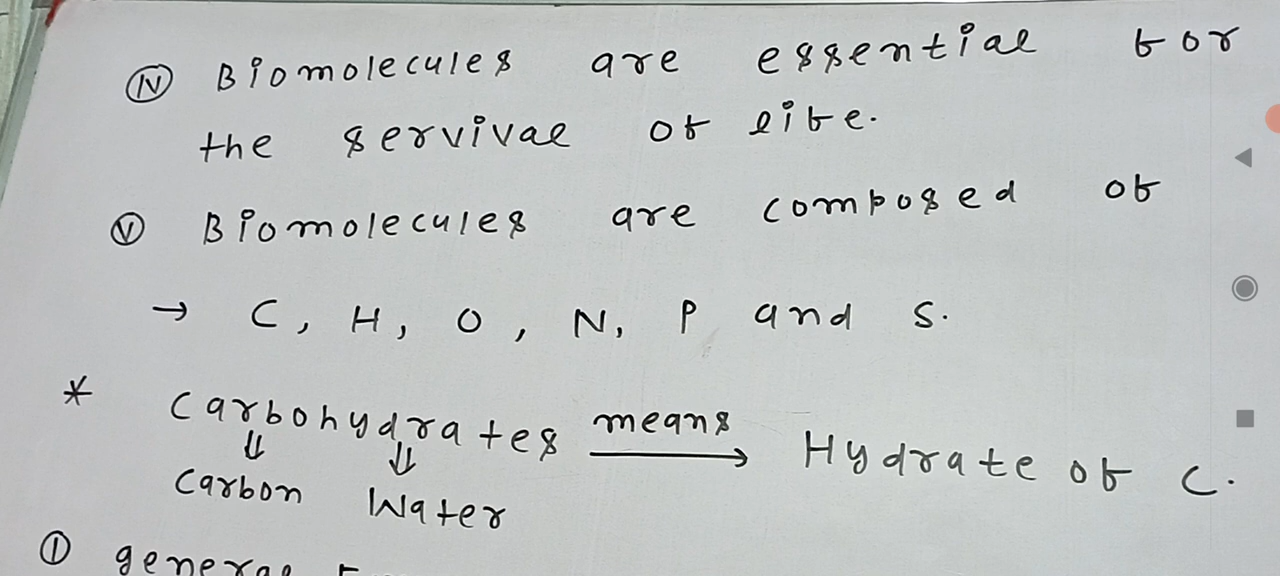 (IV) Biomolecules are essential for
the servival of life.
(V) Biomolecules are composed of
→ C, H, O, N, P and S.
* Carbohydrates means → Hydrate of C.
⇓ ⇓
Carbon Water
(1) general